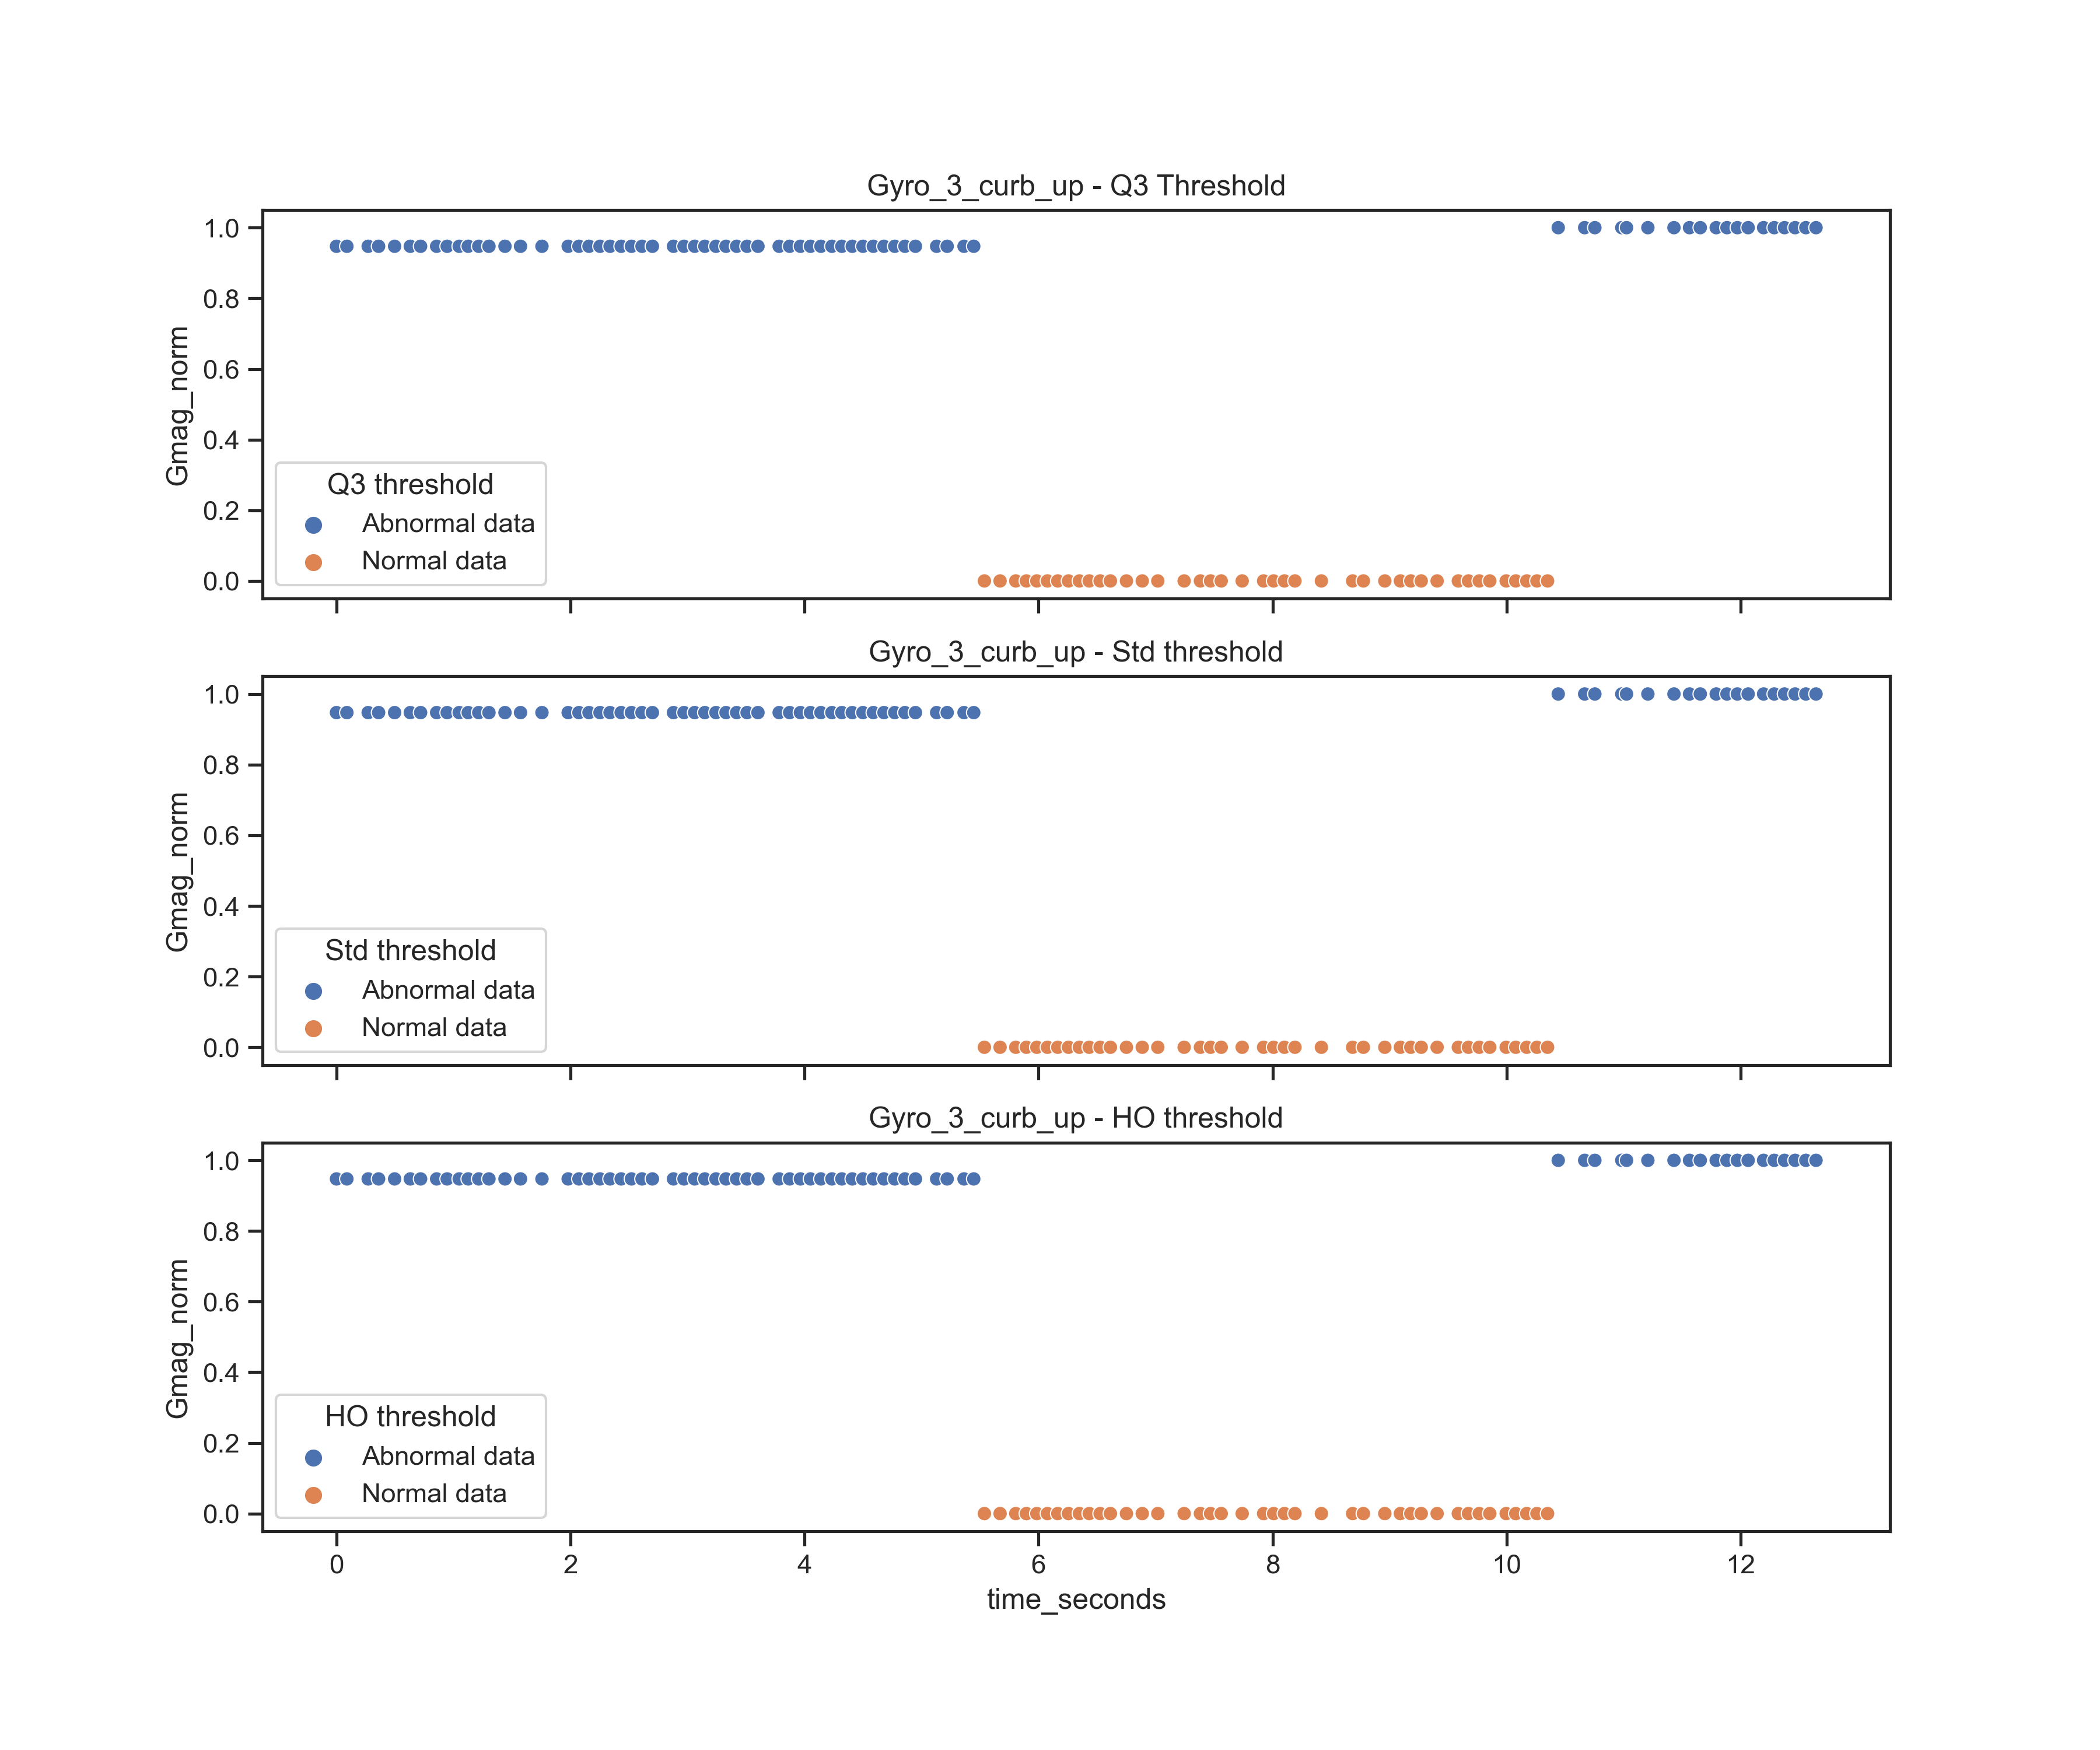 Gyro_3_curb_up - Q3 Threshold
1.0
0.8
0.6
0.4
0.2
0.0
Gmag_norm
Q3 threshold
Abnormal data
Normal data
Gyro_3_curb_up - Std threshold
1.0
0.8
0.6
0.4
0.2
0.0
Gmag_norm
Std threshold
Abnormal data
Normal data
Gyro_3_curb_up - HO threshold
1.0
0.8
0.6
0.4
0.2
0.0
Gmag_norm
HO threshold
Abnormal data
Normal data
0 2 4 6 8 10 12
time_seconds